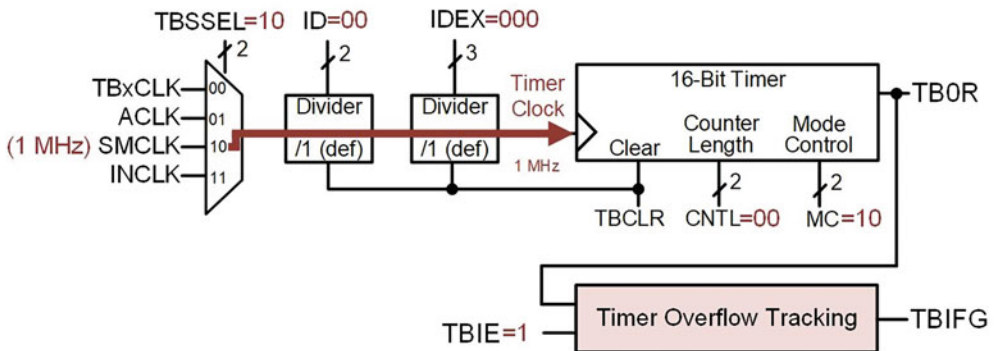 TBSSEL=10 ID=00 IDEX=000
2 2 3
TBxCLK 00
ACLK 01
(1 MHz) SMCLK 10
INCLK 11
Divider
/1 (def)
Divider
/1 (def)
Timer
Clock
1 MHz
16-Bit Timer
Clear
Counter
Length
Mode
Control
TB0R
2 2
TBCLR CNTL=00 MC=10
Timer Overflow Tracking
TBIE=1
TBIFG